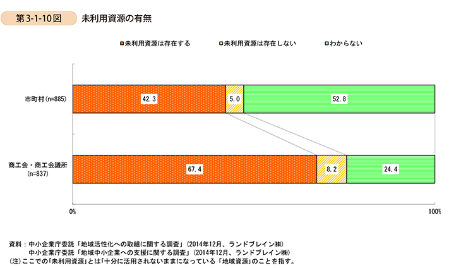 第3-1-10図 未利用資源の有無
未利用資源は存在する 未利用資源は存在しない わからない
市町村(n=885) 42.3 5.0 52.8
商工会・商工会議所 67.4 8.2 24.4
(n=837)
0% 100%
資料：中小企業庁委託「地域活性化への取組に関する調査」(2014年12月、ランドブレイン㈱)
中小企業庁委託「地域中小企業への支援に関する調査」(2014年12月、ランドブレイン㈱)
(注)ここでの「未利用資源」とは「十分に活用されないままになっている「地域資源」のことを指す。